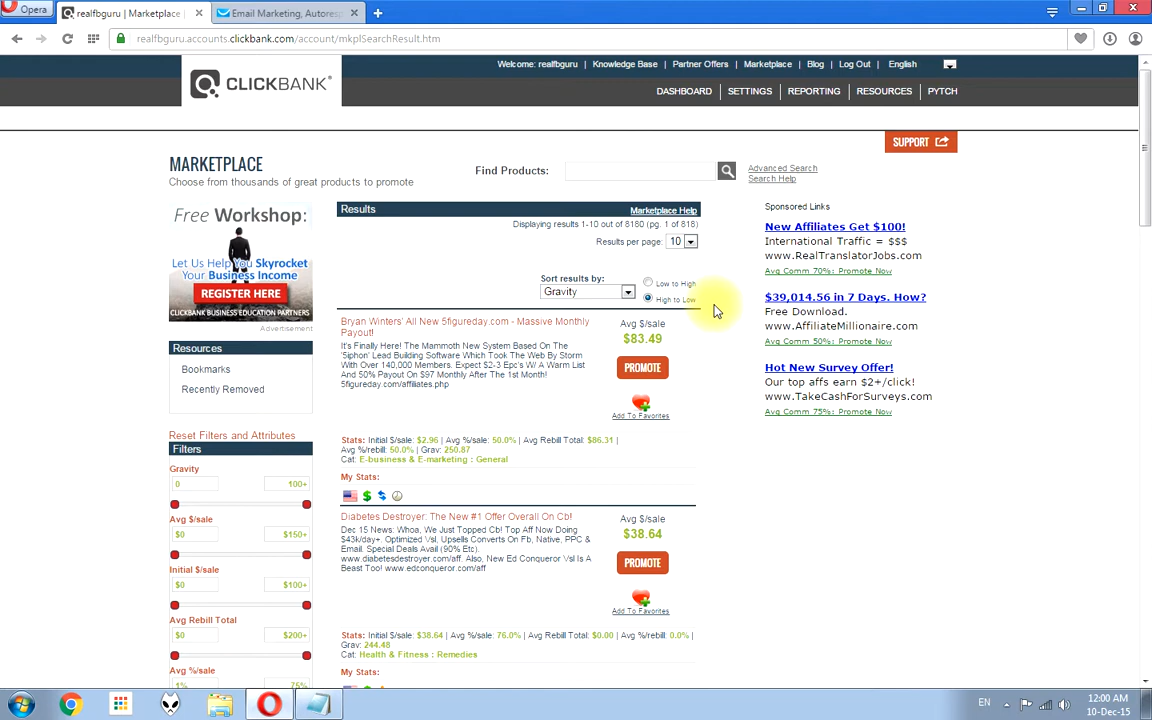 Opera
realfbguru | Marketplace
Email Marketing, Autoresp
realfbguru.accounts.clickbank.com/account/mkplSearchResult.htm
Welcome: realfbguru | Knowledge Base | Partner Offers | Marketplace | Blog | Log Out | English
CLICKBANK®
DASHBOARD | SETTINGS | REPORTING | RESOURCES | PYTCH
SUPPORT
MARKETPLACE
Choose from thousands of great products to promote
Find Products:
Advanced Search
Search Help
Free Workshop:
Let Us Help You Skyrocket
Your Business Income
REGISTER HERE
CLICKBANK BUSINESS EDUCATION PARTNERS
Advertisement
Resources
Bookmarks
Recently Removed
Reset Filters and Attributes
Filters
Gravity
0 100+
Avg $/sale
$0 $150+
Initial $/sale
$0 $100+
Avg Rebill Total
$0 $200+
Avg %/sale
1% 75%
Results
Marketplace Help
Displaying results 1-10 out of 8180 (pg. 1 of 818)
Results per page: 10
Sort results by:
Gravity
Low to High
High to Low
Bryan Winters' All New 5figureday.com - Massive Monthly
Payout!
It's Finally Here! The Mammoth New System Based On The
'5iphon' Lead Building Software Which Took The Web By Storm
With Over 140,000 Members. Expect $2-3 Epc's W/ A Warm List
And 50% Payout On $97 Monthly After The 1st Month!
5figureday.com/affiliates.php
Avg $/sale
$83.49
PROMOTE
Add To Favorites
Stats: Initial $/sale: $2.96 | Avg %/sale: 50.0% | Avg Rebill Total: $86.31 |
Avg %/rebill: 50.0% | Grav: 250.87
Cat: E-business & E-marketing : General
My Stats:
Diabetes Destroyer: The New #1 Offer Overall On Cb!
Dec 15 News: Whoa, We Just Topped Cb! Top Aff Now Doing
$43k/day+. Optimized Vsl, Upsells Converts On Fb, Native, PPC &
Email. Special Deals Avail (90% Etc).
www.diabetesdestroyer.com/aff. Also, New Ed Conqueror Vsl Is A
Beast Too! www.edconqueror.com/aff
Avg $/sale
$38.64
PROMOTE
Add To Favorites
Stats: Initial $/sale: $38.64 | Avg %/sale: 76.0% | Avg Rebill Total: $0.00 | Avg %/rebill: 0.0% |
Grav: 244.48
Cat: Health & Fitness : Remedies
My Stats:
Sponsored Links
New Affiliates Get $100!
International Traffic = $$$
www.RealTranslatorJobs.com
Avg Comm 70%: Promote Now
$39,014.56 in 7 Days. How?
Free Download.
www.AffiliateMillionaire.com
Avg Comm 50%: Promote Now
Hot New Survey Offer!
Our top affs earn $2+/click!
www.TakeCashForSurveys.com
Avg Comm 75%: Promote Now
EN
12:00 AM
10-Dec-15